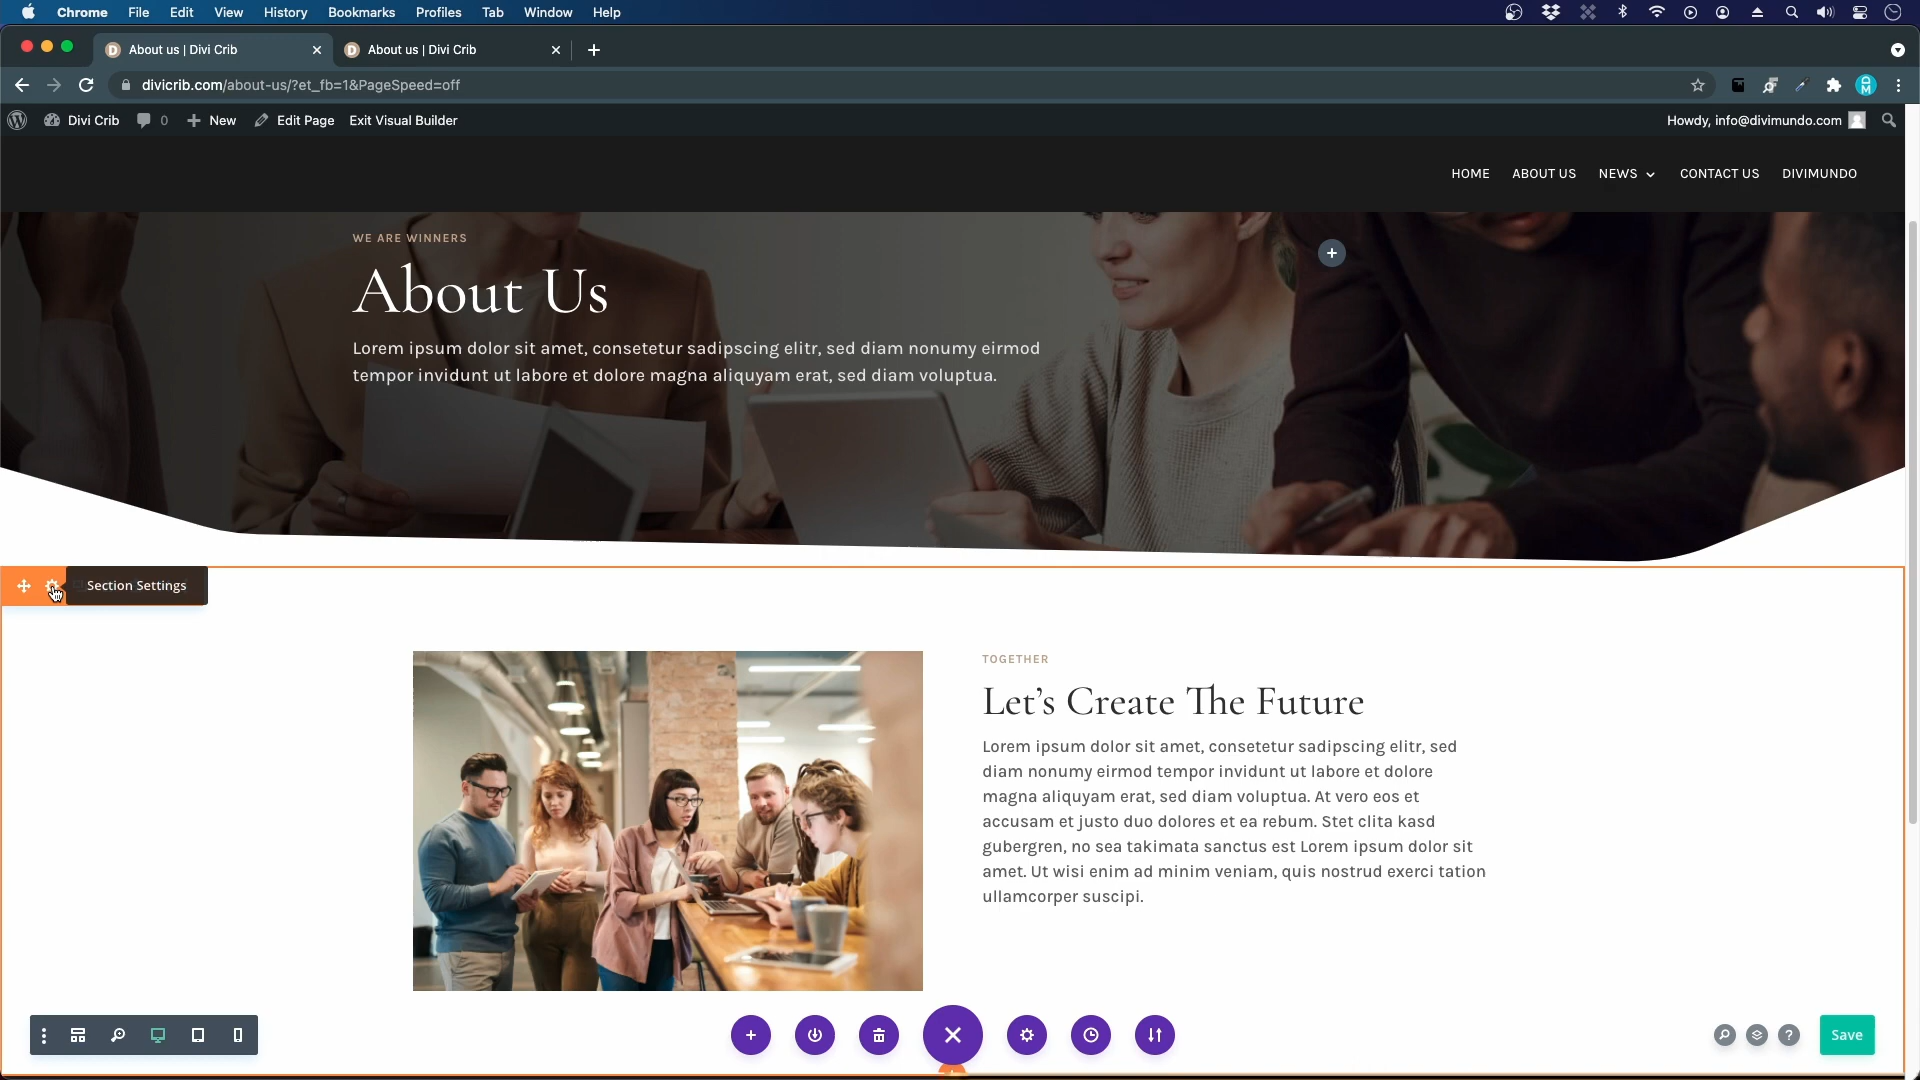 Chrome File Edit View History Bookmarks Profiles Tab Window Help
About us | Divi Crib
About us | Divi Crib
divicrib.com/about-us/?et_fb=1&PageSpeed=off
Divi Crib 0 New Edit Page Exit Visual Builder
Howdy, info@divimundo.com
HOME ABOUT US NEWS CONTACT US DIVIMUNDO
WE ARE WINNERS
About Us
Lorem ipsum dolor sit amet, consetetur sadipscing elitr, sed diam nonumy eirmod
tempor invidunt ut labore et dolore magna aliquyam erat, sed diam voluptua.
Section Settings
TOGETHER
Let's Create The Future
Lorem ipsum dolor sit amet, consetetur sadipscing elitr, sed
diam nonumy eirmod tempor invidunt ut labore et dolore
magna aliquyam erat, sed diam voluptua. At vero eos et
accusam et justo duo dolores et ea rebum. Stet clita kasd
gubergren, no sea takimata sanctus est Lorem ipsum dolor sit
amet. Ut wisi enim ad minim veniam, quis nostrud exerci tation
ullamcorper suscipi.
Save